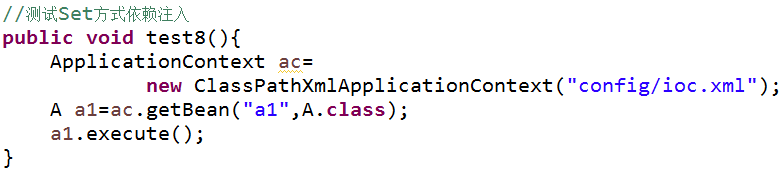 //测试Set方式依赖注入
public void test8(){
    ApplicationContext ac=
            new ClassPathXmlApplicationContext("config/ioc.xml");
    A a1=ac.getBean("a1",A.class);
    a1.execute();
}